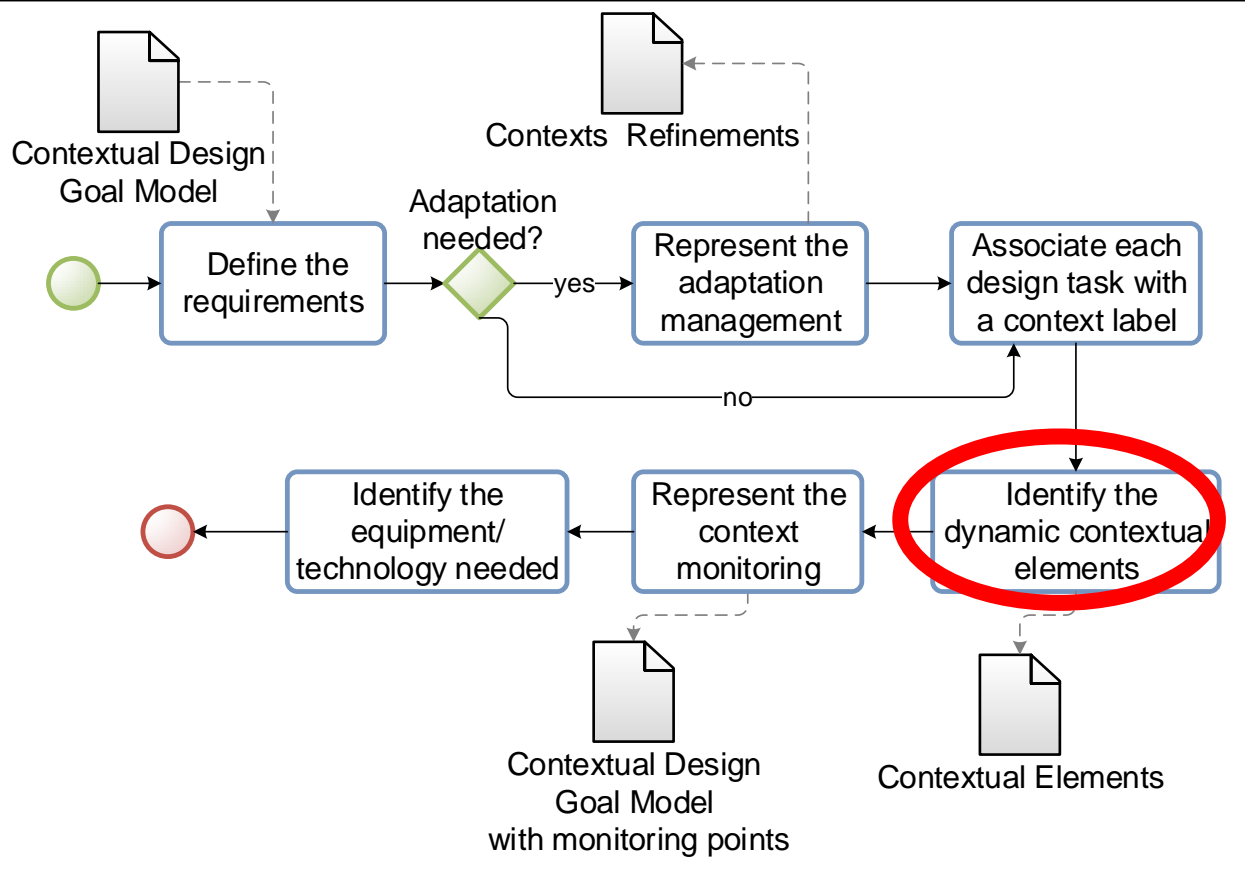 Contextual Design
Goal Model
Contexts Refinements
Adaptation
needed?
Define the
requirements
yes
Represent the
adaptation
management
Associate each
design task with
a context label
no
Identify the
equipment/
technology needed
Represent the
context
monitoring
Identify the
dynamic contextual
elements
Contextual Design
Goal Model
with monitoring points
Contextual Elements